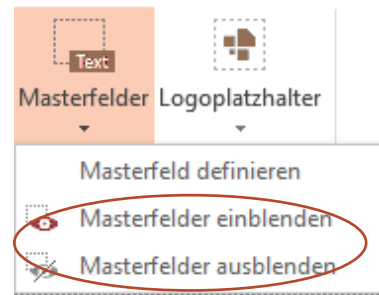 Text
Masterfelder Logoplatzhalter
Masterfeld definieren
Masterfelder einblenden
Masterfelder ausblenden